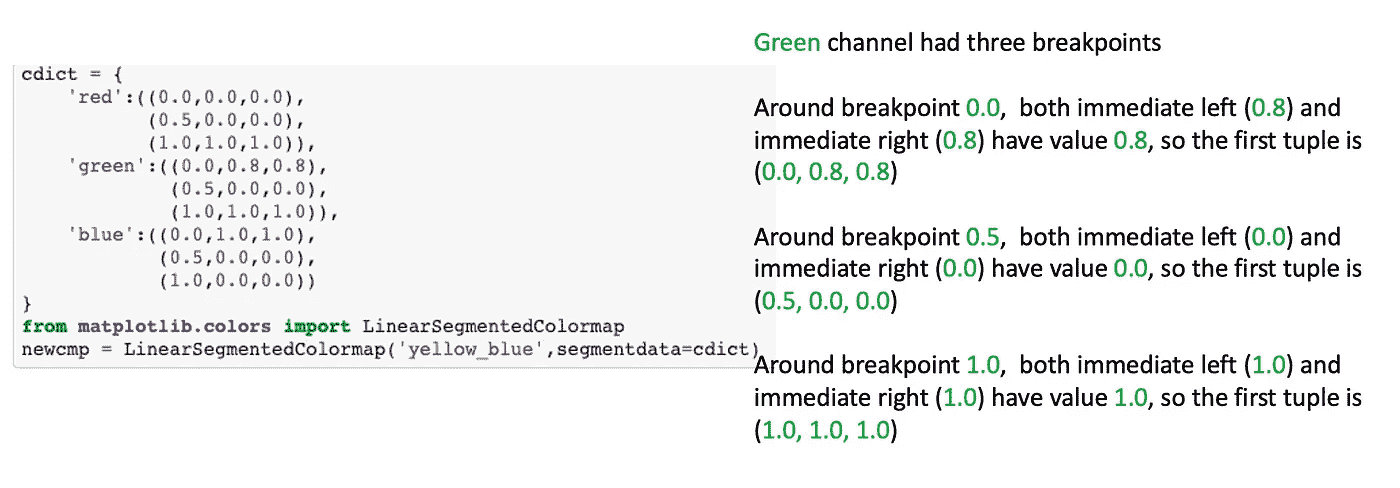 cdict = {
    'red':((0.0,0.0,0.0),
           (0.5,0.0,0.0),
           (1.0,1.0,1.0)),
    'green':((0.0,0.8,0.8),
             (0.5,0.0,0.0),
             (1.0,1.0,1.0)),
    'blue':((0.0,1.0,1.0),
            (0.5,0.0,0.0),
            (1.0,0.0,0.0))
}
from matplotlib.colors import LinearSegmentedColormap
newcmp = LinearSegmentedColormap('yellow_blue',segmentdata=cdict)
Green channel had three breakpoints
Around breakpoint 0.0, both immediate left (0.8) and
immediate right (0.8) have value 0.8, so the first tuple is
(0.0, 0.8, 0.8)
Around breakpoint 0.5, both immediate left (0.0) and
immediate right (0.0) have value 0.0, so the first tuple is
(0.5, 0.0, 0.0)
Around breakpoint 1.0, both immediate left (1.0) and
immediate right (1.0) have value 1.0, so the first tuple is
(1.0, 1.0, 1.0)